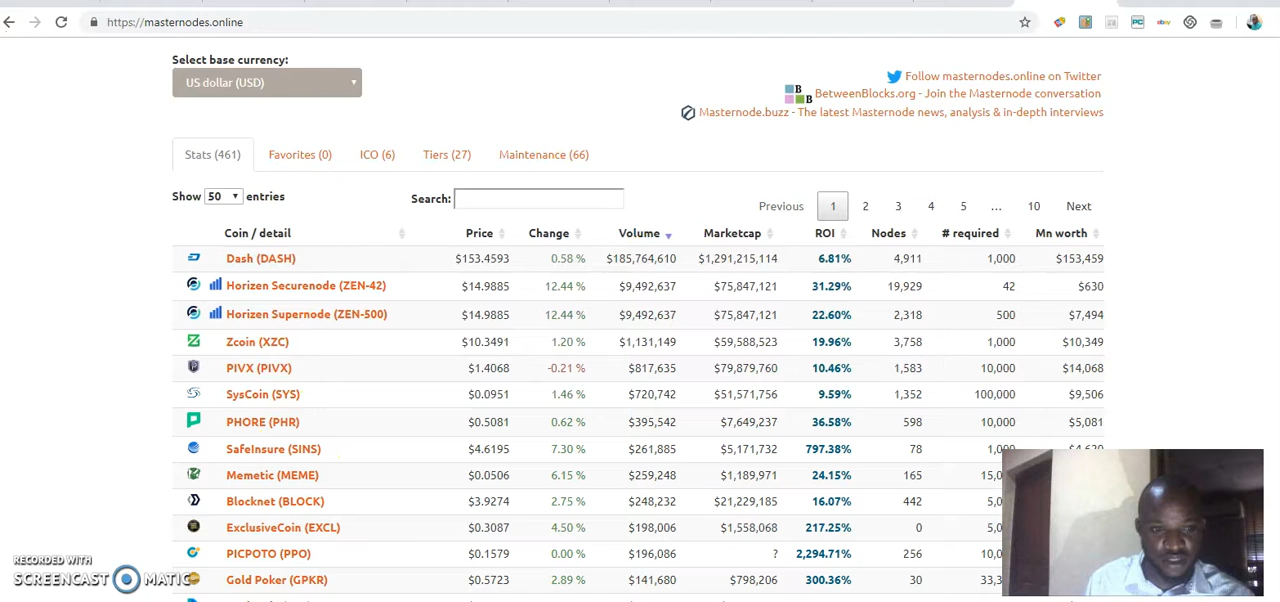 https://masternodes.online
Select base currency:
US dollar (USD)
Follow masternodes.online on Twitter
BetweenBlocks.org - Join the Masternode conversation
Masternode.buzz - The latest Masternode news, analysis & in-depth interviews
Stats (461) Favorites (0) ICO (6) Tiers (27) Maintenance (66)
Show 50 entries Search: Previous 1 2 3 4 5 ... 10 Next
Coin / detail Price Change Volume Marketcap ROI Nodes # required Mn worth
Dash (DASH) $153.4593 0.58 % $185,764,610 $1,291,215,114 6.81% 4,911 1,000 $153,459
Horizen Securenode (ZEN-42) $14.9885 12.44 % $9,492,637 $75,847,121 31.29% 19,929 42 $630
Horizen Supernode (ZEN-500) $14.9885 12.44 % $9,492,637 $75,847,121 22.60% 2,318 500 $7,494
Zcoin (XZC) $10.3491 1.20 % $1,131,149 $59,588,523 19.96% 3,758 1,000 $10,349
PIVX (PIVX) $1.4068 -0.21 % $817,635 $79,879,760 10.46% 1,583 10,000 $14,068
SysCoin (SYS) $0.0951 1.46 % $720,742 $51,571,756 9.59% 1,352 100,000 $9,506
PHORE (PHR) $0.5081 0.62 % $395,542 $7,649,237 36.58% 598 10,000 $5,081
SafeInsure (SINS) $4.6195 7.30 % $261,885 $5,171,732 797.38% 78
Memetic (MEME) $0.0506 6.15 % $259,248 $1,189,971 24.15% 165
Blocknet (BLOCK) $3.9274 2.75 % $248,232 $21,229,185 16.07% 442
ExclusiveCoin (EXCL) $0.3087 4.50 % $198,006 $1,558,068 217.25% 0
PICPOTO (PPO) $0.1579 0.00 % $196,086 ? 2,294.71% 256
Gold Poker (GPKR) $0.5723 2.89 % $141,680 $798,206 300.36% 30
RECORDED WITH
SCREENCAST MATIC